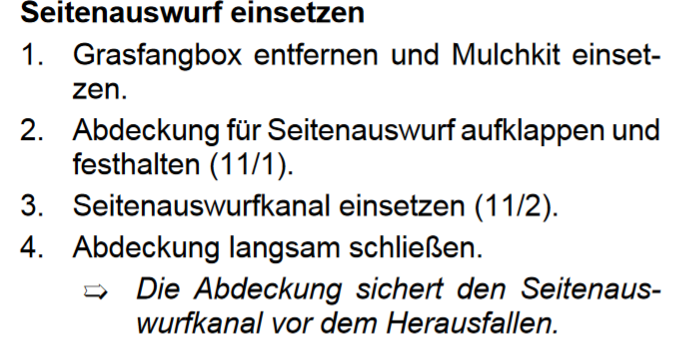 Seitenauswurf einsetzen
1. Grasfangbox entfernen und Mulchkit einset-
zen.
2. Abdeckung für Seitenauswurf aufklappen und
festhalten (11/1).
3. Seitenauswurfkanal einsetzen (11/2).
4. Abdeckung langsam schließen.
⇨ Die Abdeckung sichert den Seitenaus-
wurfkanal vor dem Herausfallen.